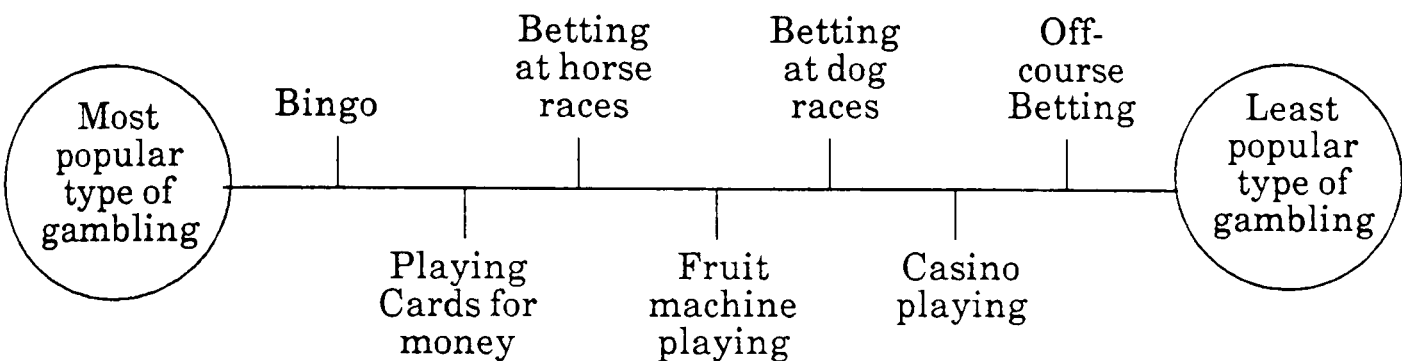 Most
popular
type of
gambling
Bingo
Playing
Cards for
money
Betting
at horse
races
Fruit
machine
playing
Betting
at dog
races
Casino
playing
Off-
course
Betting
Least
popular
type of
gambling